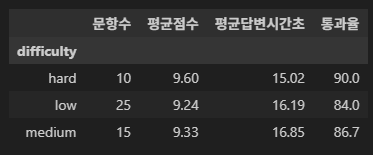 문항수 평균점수 평균답변시간초 통과율
difficulty
hard 10 9.60 15.02 90.0
low 25 9.24 16.19 84.0
medium 15 9.33 16.85 86.7